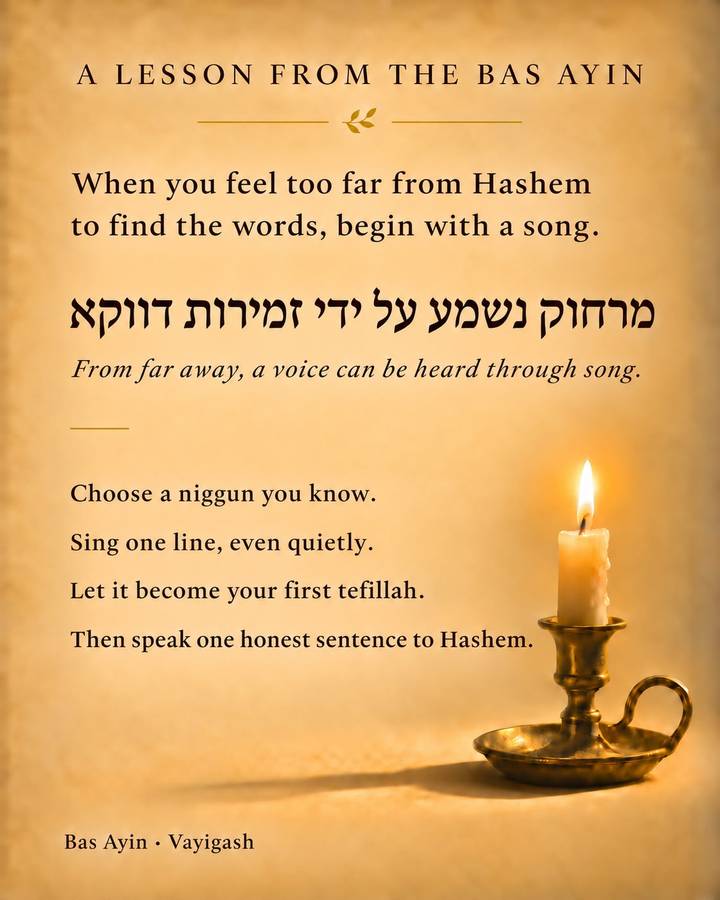 A LESSON FROM THE BAS AYIN
When you feel too far from Hashem
to find the words, begin with a song.
מרחוק נשמע על ידי זמירות דווקא
From far away, a voice can be heard through song.
Choose a niggun you know.
Sing one line, even quietly.
Let it become your first tefillah.
Then speak one honest sentence to Hashem.
Bas Ayin • Vayigash